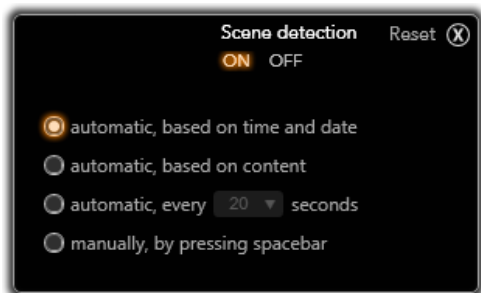 Scene detection Reset X
ON OFF
automatic, based on time and date
automatic, based on content
automatic, every 20 seconds
manually, by pressing spacebar